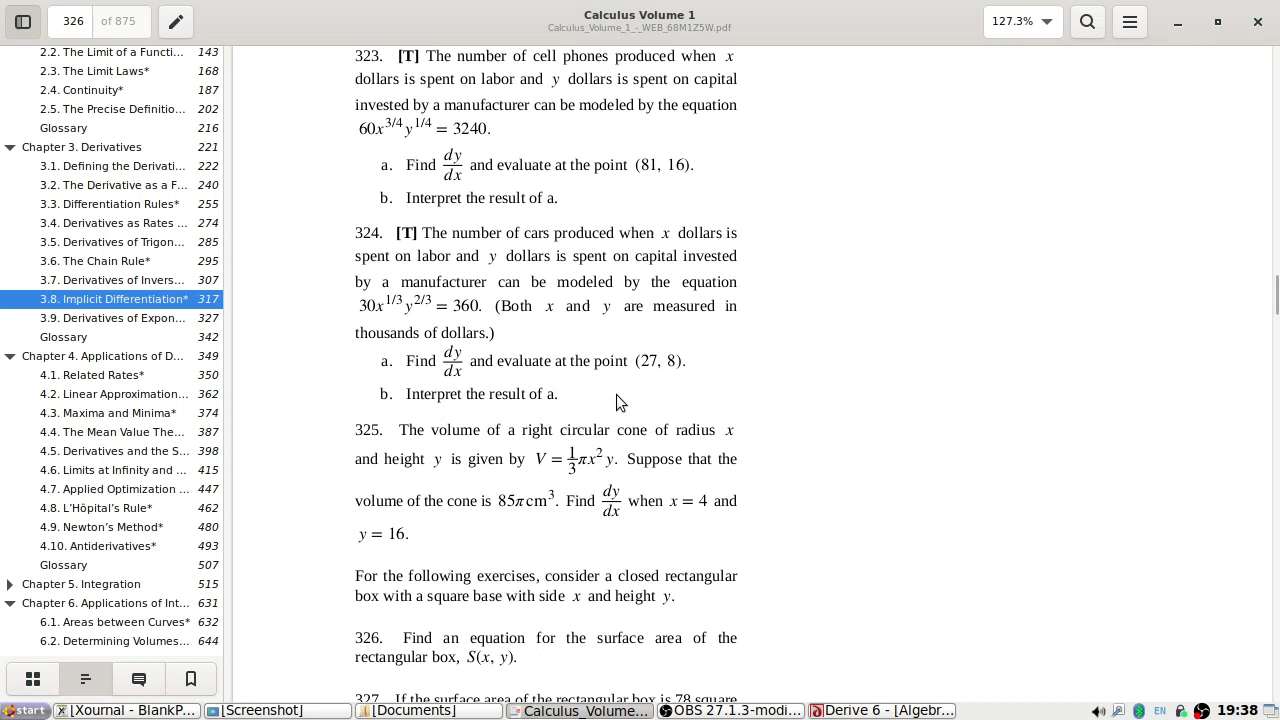 326
of 875
Calculus Volume 1
Calculus_Volume_1_-_WEB_68M1Z5W.pdf
127.3%
2.2. The Limit of a Functi... 143
2.3. The Limit Laws* 168
2.4. Continuity* 187
2.5. The Precise Definitio... 202
Glossary 216
Chapter 3. Derivatives 221
3.1. Defining the Derivati... 222
3.2. The Derivative as a F... 240
3.3. Differentiation Rules* 255
3.4. Derivatives as Rates ... 274
3.5. Derivatives of Trigon... 285
3.6. The Chain Rule* 295
3.7. Derivatives of Invers... 307
3.8. Implicit Differentiation* 317
3.9. Derivatives of Expon... 327
Glossary 342
Chapter 4. Applications of D... 349
4.1. Related Rates* 350
4.2. Linear Approximation... 362
4.3. Maxima and Minima* 374
4.4. The Mean Value The... 387
4.5. Derivatives and the S... 398
4.6. Limits at Infinity and ... 415
4.7. Applied Optimization ... 447
4.8. L'Hôpital's Rule* 462
4.9. Newton's Method* 480
4.10. Antiderivatives* 493
Glossary 507
Chapter 5. Integration 515
Chapter 6. Applications of Int... 631
6.1. Areas between Curves* 632
6.2. Determining Volumes... 644
323. [T] The number of cell phones produced when x
dollars is spent on labor and y dollars is spent on capital
invested by a manufacturer can be modeled by the equation
60x^{3/4}y^{1/4} = 3240.
a. Find dy/dx and evaluate at the point (81, 16).
b. Interpret the result of a.
324. [T] The number of cars produced when x dollars is
spent on labor and y dollars is spent on capital invested
by a manufacturer can be modeled by the equation
30x^{1/3}y^{2/3} = 360. (Both x and y are measured in
thousands of dollars.)
a. Find dy/dx and evaluate at the point (27, 8).
b. Interpret the result of a.
325. The volume of a right circular cone of radius x
and height y is given by V = 1/3πx²y. Suppose that the
volume of the cone is 85π cm³. Find dy/dx when x = 4 and
y = 16.
For the following exercises, consider a closed rectangular
box with a square base with side x and height y.
326. Find an equation for the surface area of the
rectangular box, S(x, y).
327. If the surface area of the rectangular box is 78 square
start
[Xournal - BlankP...
[Screenshot]
[Documents]
Calculus_Volume...
OBS 27.1.3-modi...
Derive 6 - [Algebr...
EN
19:38